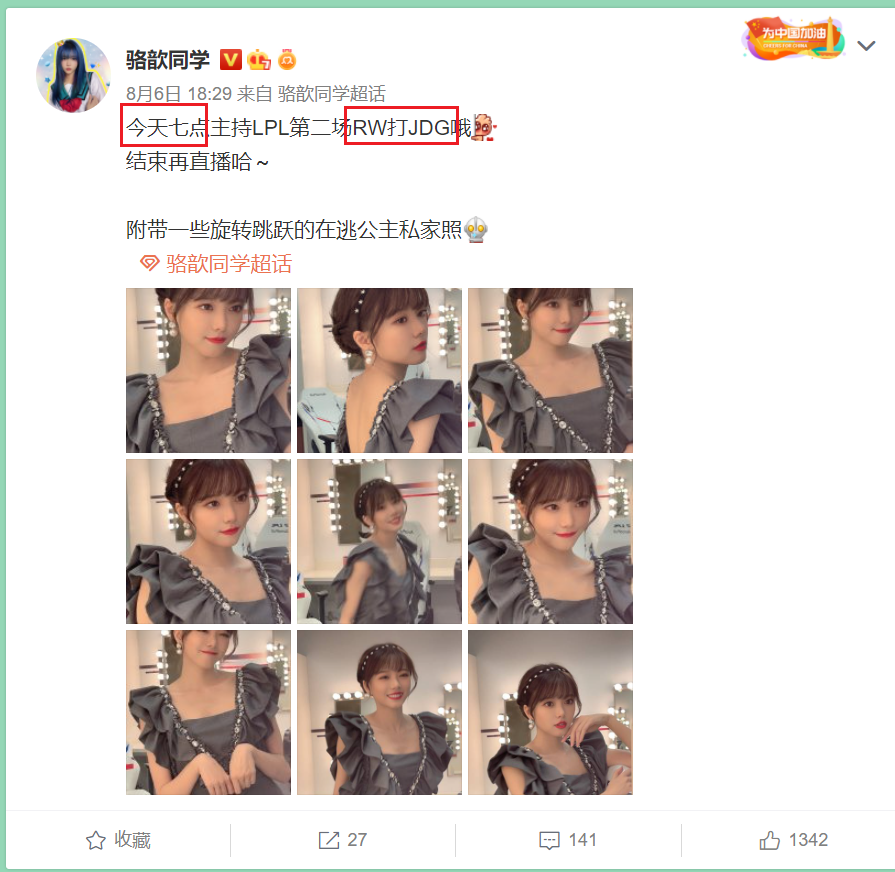 骆歆同学
为中国加油
CHEERS FOR CHINA
8月6日 18:29 来自 骆歆同学超话
今天七点主持LPL第二场RW打JDG哦
结束再直播哈~
附带一些旋转跳跃的在逃公主私家照
骆歆同学超话
收藏
27
141
1342